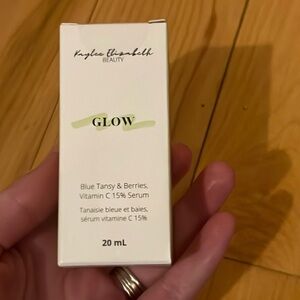 Kaylee Elizabeth
BEAUTY
GLOW
Blue Tansy & Berries,
Vitamin C 15% Serum
Tanaisie bleue et baies,
sérum vitamine C 15%
20 mL